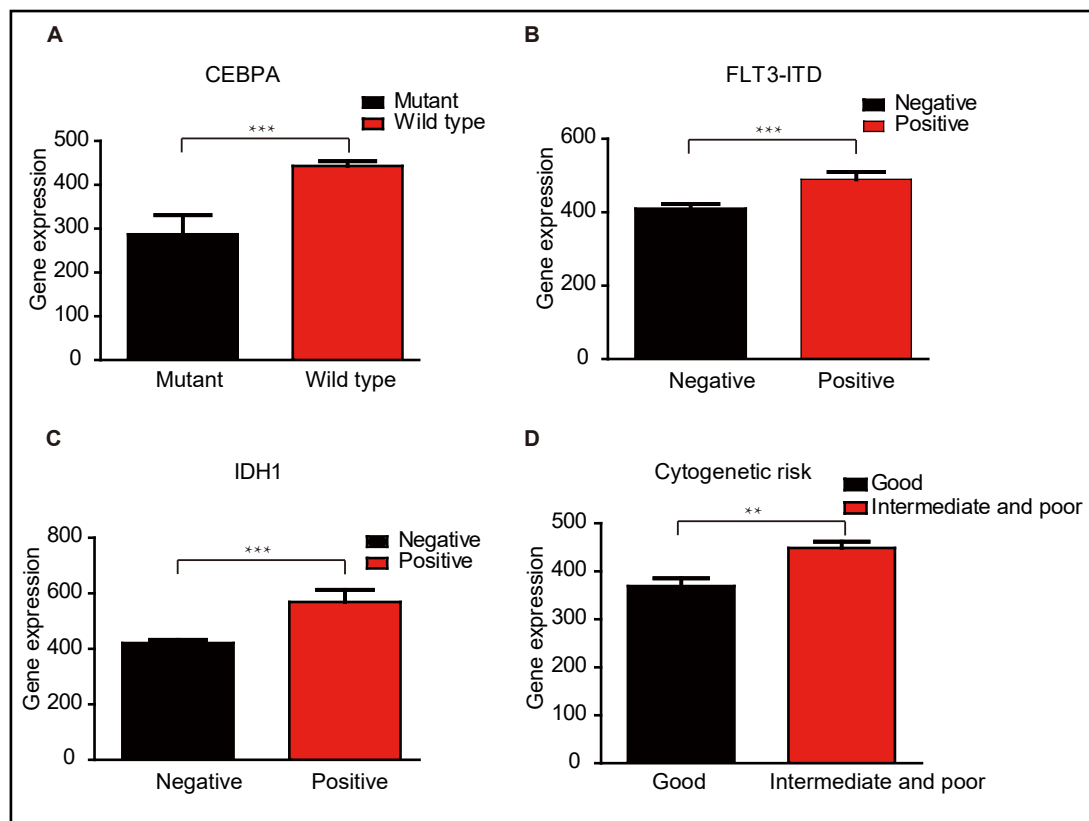 A
CEBPA
Mutant
Wild type
***
Gene expression
500
400
300
200
100
0
Mutant Wild type
B
FLT3-ITD
Negative
Positive
***
Gene expression
600
400
200
0
Negative Positive
C
IDH1
Negative
Positive
***
Gene expression
800
600
400
200
0
Negative Positive
D
Cytogenetic risk
Good
Intermediate and poor
**
Gene expression
500
400
300
200
100
0
Good Intermediate and poor